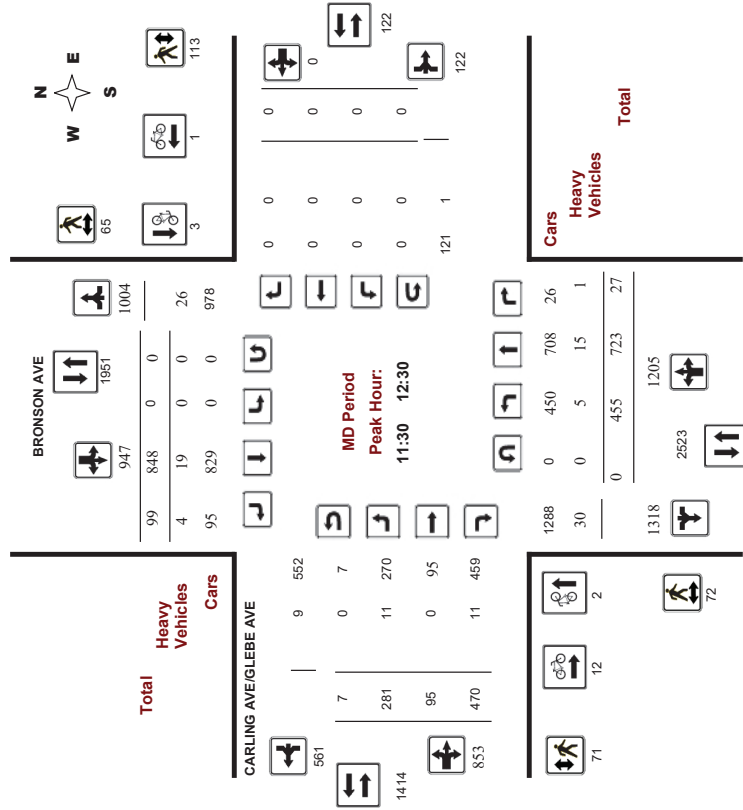 BRONSON AVE
N
W E
S
65
113
3
1
947
1951
1004
99 848 0 0
4 19 0 0 26
95 829 0 0 978
Total
Heavy
Vehicles
Cars
CARLING AVE/GLEBE AVE
561
9 552
7 0 7
281 11 270
95 0 95
470 11 459
1414
853
MD Period
Peak Hour:
11:30 12:30
0 0 0 0
0 0 0
0 0 0
0 0 0
121 1 122
122
Cars
Heavy
Vehicles
Total
1288 0 450 708 26
30 0 5 15 1
0 455 723 27
1318
1205
2523
71
12
2
72